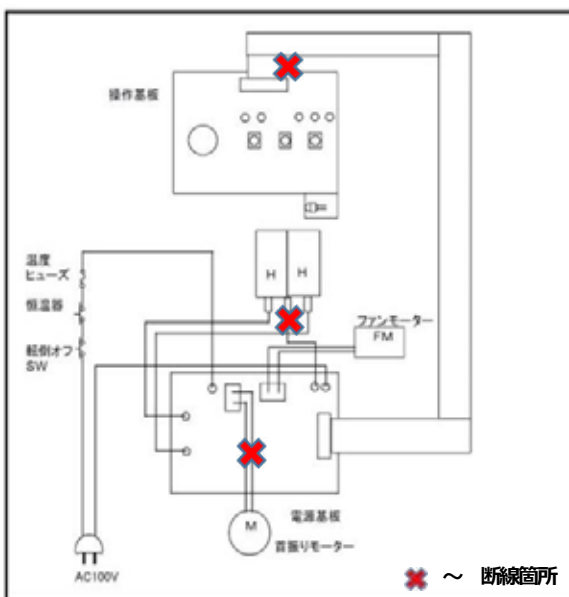 操作基板
H H
温度
ヒューズ
恒温器
ファンモーター
FM
転倒オフ
SW
M
電源基板
首振りモーター
AC100V
～ 断線箇所